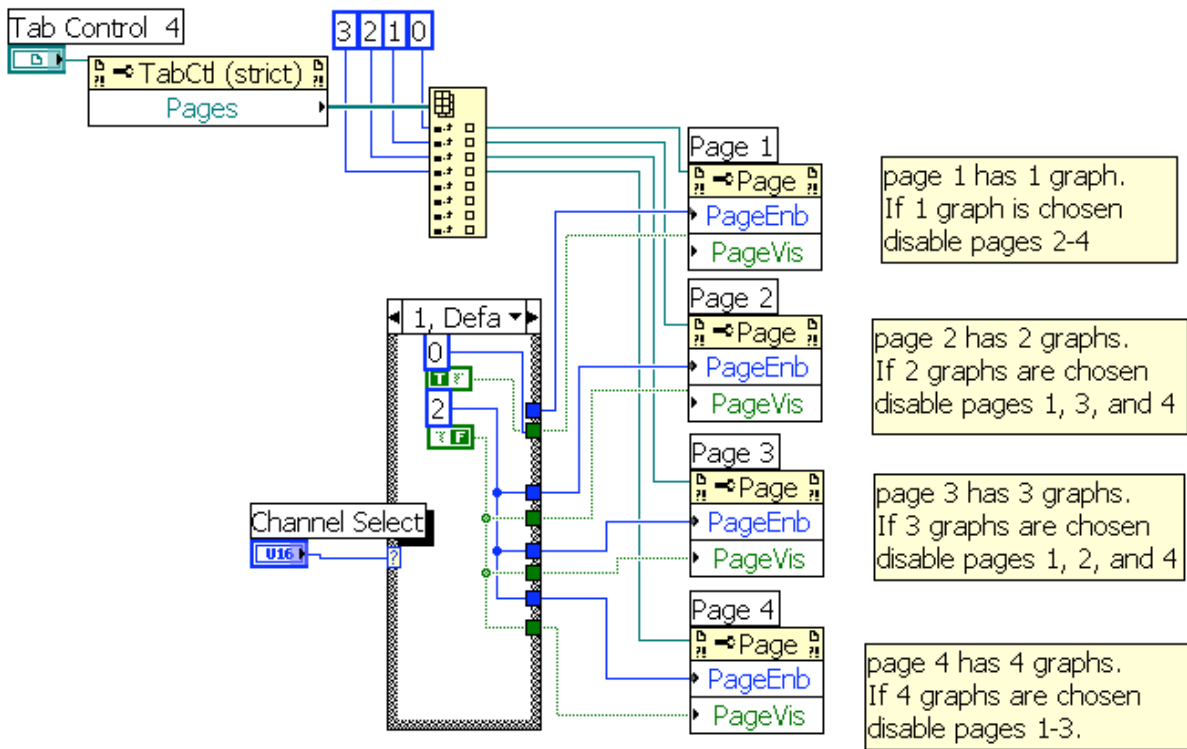 Tab Control 4
3 2 1 0
TabCtl (strict)
Pages
Page 1
Page
PageEnb
PageVis
page 1 has 1 graph.
If 1 graph is chosen
disable pages 2-4
Page 2
Page
PageEnb
PageVis
page 2 has 2 graphs.
If 2 graphs are chosen
disable pages 1, 3, and 4
1, Defa
0
T
2
F
Channel Select
U16
?
Page 3
Page
PageEnb
PageVis
page 3 has 3 graphs.
If 3 graphs are chosen
disable pages 1, 2, and 4
Page 4
Page
PageEnb
PageVis
page 4 has 4 graphs.
If 4 graphs are chosen
disable pages 1-3.